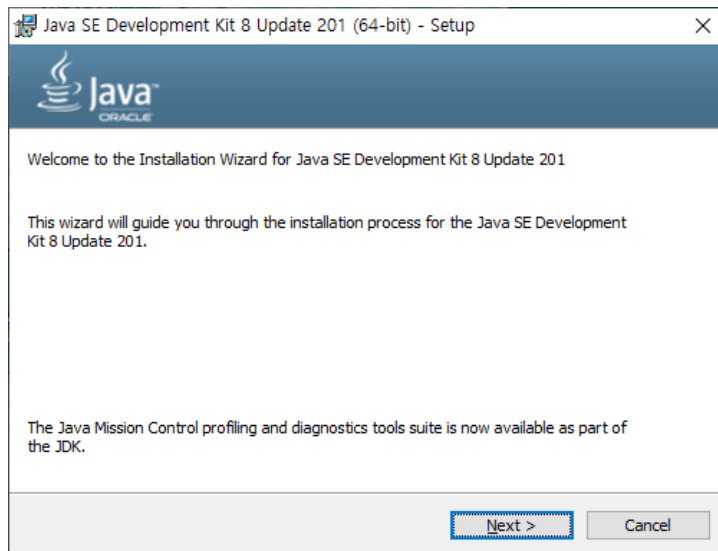 Java SE Development Kit 8 Update 201 (64-bit) - Setup
Java™
ORACLE
Welcome to the Installation Wizard for Java SE Development Kit 8 Update 201
This wizard will guide you through the installation process for the Java SE Development
Kit 8 Update 201.
The Java Mission Control profiling and diagnostics tools suite is now available as part of
the JDK.
Next > Cancel